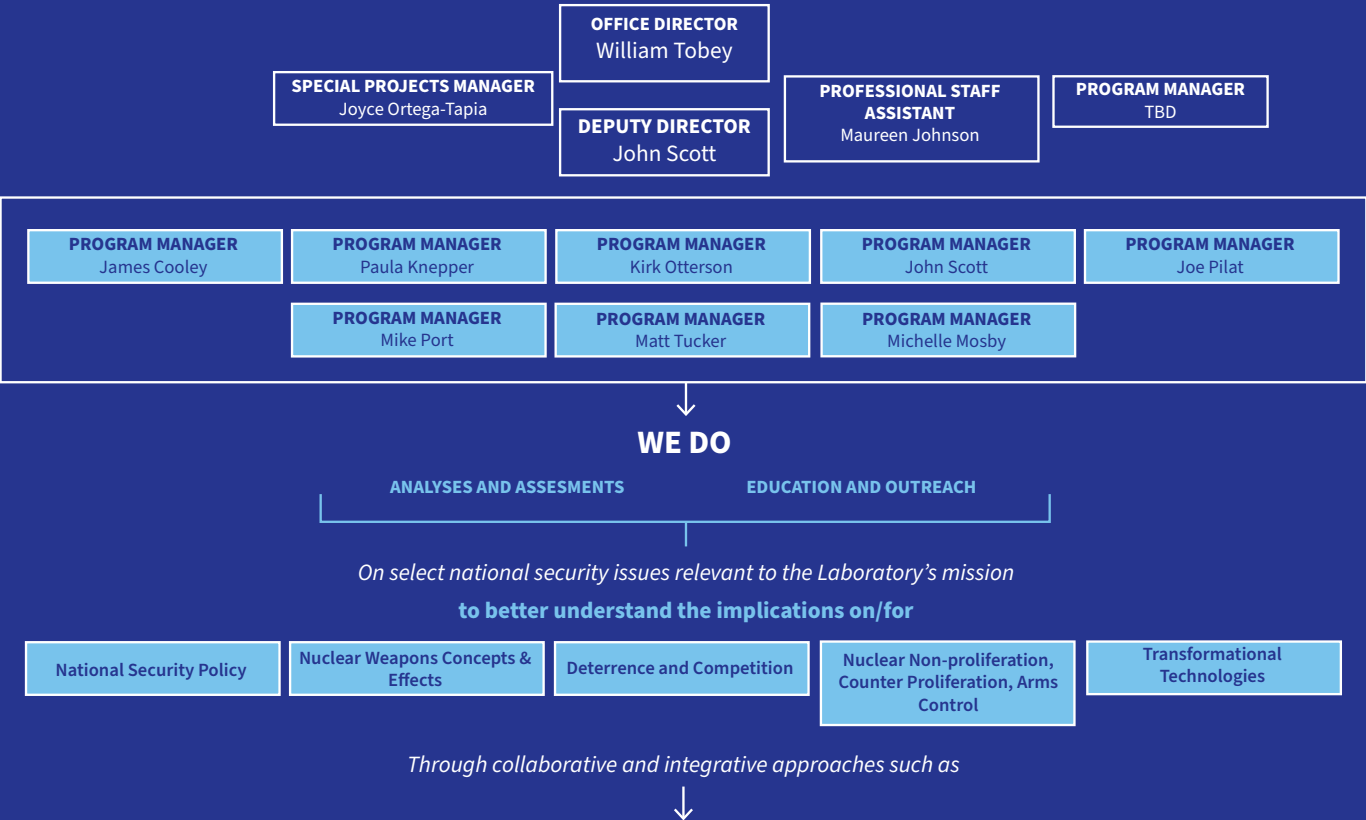 OFFICE DIRECTOR
William Tobey
SPECIAL PROJECTS MANAGER
Joyce Ortega-Tapia
DEPUTY DIRECTOR
John Scott
PROFESSIONAL STAFF
ASSISTANT
Maureen Johnson
PROGRAM MANAGER
TBD
PROGRAM MANAGER
James Cooley
PROGRAM MANAGER
Paula Knepper
PROGRAM MANAGER
Kirk Otterson
PROGRAM MANAGER
John Scott
PROGRAM MANAGER
Joe Pilat
PROGRAM MANAGER
Mike Port
PROGRAM MANAGER
Matt Tucker
PROGRAM MANAGER
Michelle Mosby
WE DO
ANALYSES AND ASSESMENTS
EDUCATION AND OUTREACH
On select national security issues relevant to the Laboratory’s mission
to better understand the implications on/for
National Security Policy
Nuclear Weapons Concepts &
Effects
Deterrence and Competition
Nuclear Non-proliferation,
Counter Proliferation, Arms
Control
Transformational
Technologies
Through collaborative and integrative approaches such as